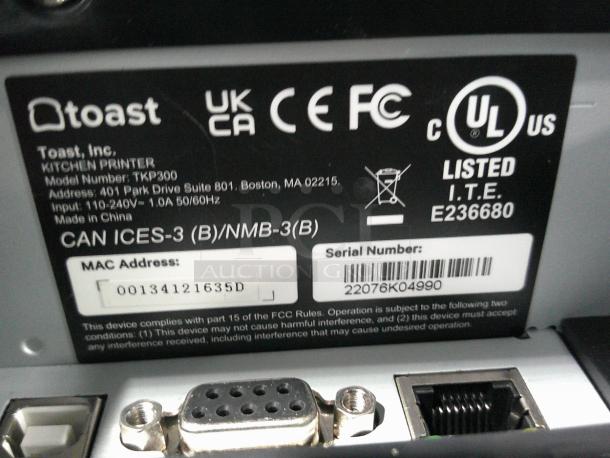 toast
UK CA CE FC
C UL US
®
LISTED
I.T.E.
E236680
Toast, Inc.
KITCHEN PRINTER
Model Number: TKP300
Address: 401 Park Drive Suite 801. Boston, MA 02215.
Input: 110-240V~ 1.0A 50/60Hz
Made in China
CAN ICES-3 (B)/NMB-3(B)
MAC Address:
00134121635D
Serial Number:
22076K04990
This device complies with part 15 of the FCC Rules. Operation is subject to the following two
conditions: (1) This device may not cause harmful interference, and (2) this device must accept
any interference received, including interference that may cause undesired operation.